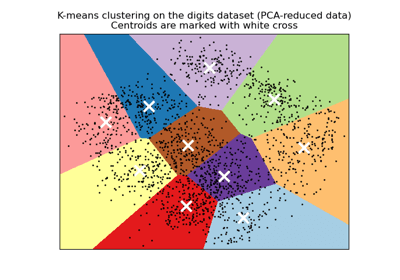 K-means clustering on the digits dataset (PCA-reduced data)
Centroids are marked with white cross